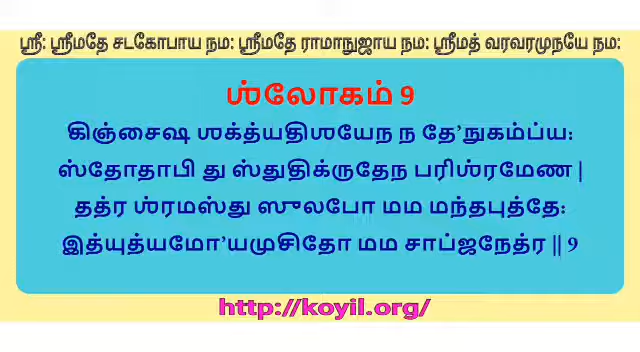 ஸ்ரீ: ஸ்ரீமதே சடகோபாய நம: ஸ்ரீமதே ராமாநுஜாய நம: ஸ்ரீமத் வரவரமுநயே நம:
ஶ்லோகம் 9
கிஞ்சைஷ ஶக்த்யதிஶயேந ந தே’நுகம்ப்ய:
ஸ்தோதாபி து ஸ்துதிக்ருதேந பரிஶ்ரமேண |
தத்ர ஶ்ரமஸ்து ஸுலபோ மம மந்தபுத்தே:
இத்யுத்யமோ’யமுசிதோ மம சாப்ஜநேத்ர || 9
http://koyil.org/